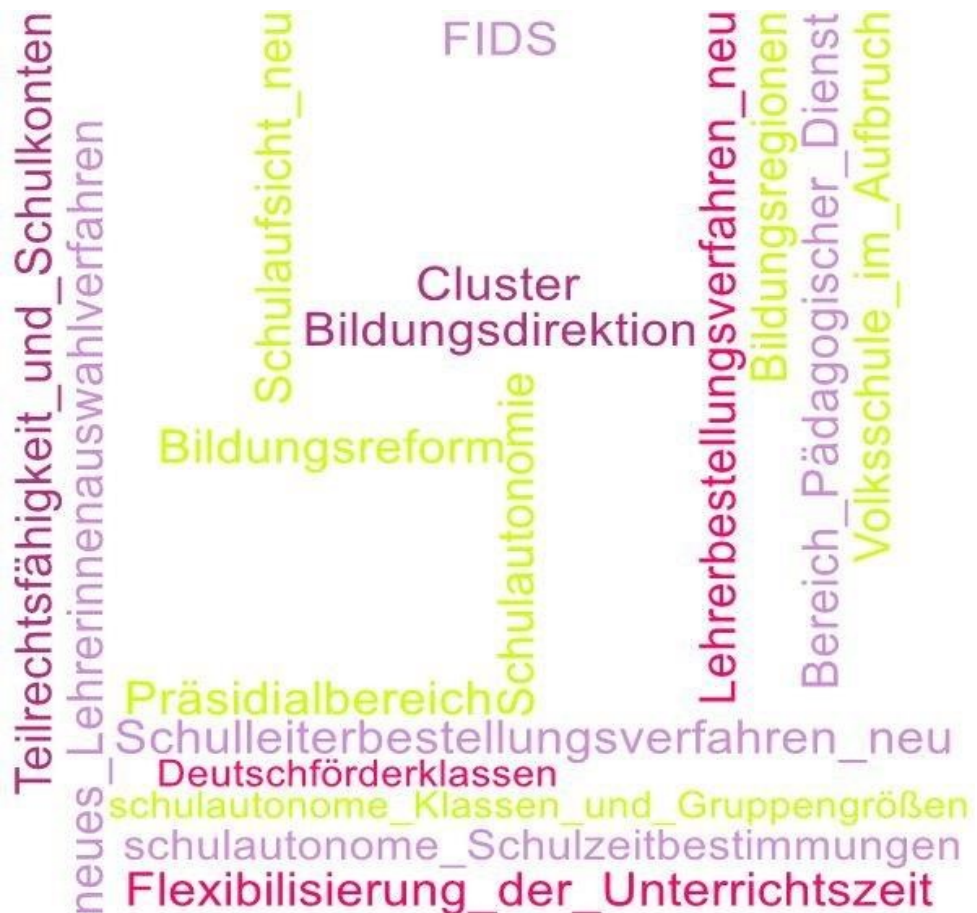 FIDS
Teilrechtsfähigkeit_und_Schulkonten
neues_Lehrerinnenauswahlverfahren
Schulaufsicht_neu
Lehrerbestellungsverfahren_neu
Bildungsregionen
Bereich_Pädagogischer_Dienst
Volksschule_im_Aufbruch
Cluster
Bildungsdirektion
Bildungsreform
Schulautonomie
Präsidialbereich
Schulleiterbestellungsverfahren_neu
Deutschförderklassen
schulautonome_Klassen_und_Gruppengrößen
schulautonome_Schulzeitbestimmungen
Flexibilisierung_der_Unterrichtszeit